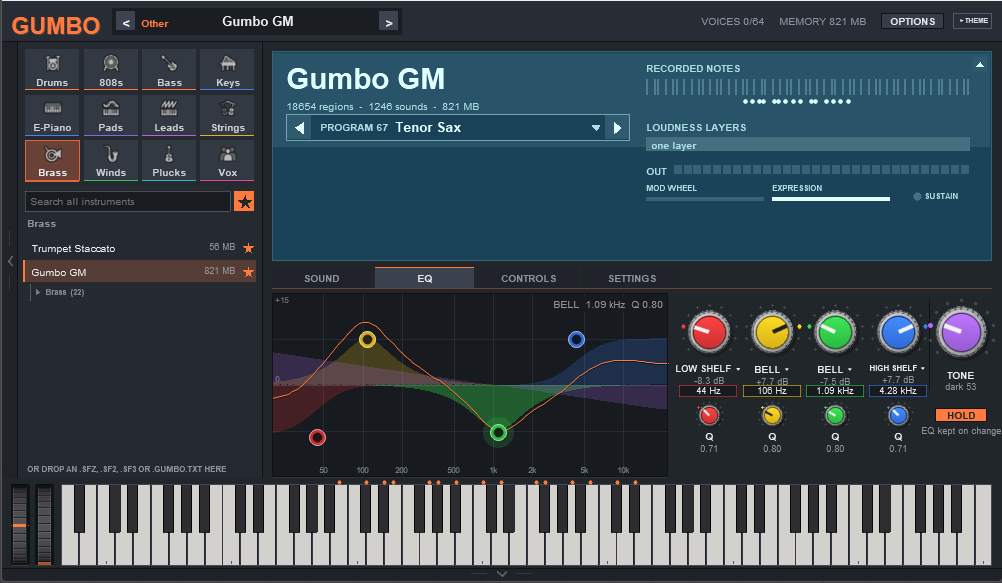 GUMBO
< Other Gumbo GM >
VOICES 0/64 MEMORY 821 MB OPTIONS THEME
Drums 808s Bass Keys
E-Piano Pads Leads Strings
Brass Winds Plucks Vox
Search all instruments
Brass
Trumpet Staccato 56 MB
Gumbo GM 821 MB
Brass (22)
OR DROP AN .SFZ, .SF2, .SF3 OR .GUMBO.TXT HERE
Gumbo GM
18654 regions - 1246 sounds - 821 MB
PROGRAM 67 Tenor Sax
RECORDED NOTES
LOUDNESS LAYERS
one layer
OUT
MOD WHEEL EXPRESSION SUSTAIN
SOUND EQ CONTROLS SETTINGS
+15 BELL 1.09 kHz Q 0.80
0
50 100 200 500 1k 2k 5k 10k
LOW SHELF BELL BELL HIGH SHELF TONE
-8.3 dB +7.7 dB -7.5 dB +7.7 dB dark 53
44 Hz 106 Hz 1.09 kHz 4.28 kHz
HOLD
EQ kept on change
Q Q Q Q
0.71 0.80 0.80 0.71